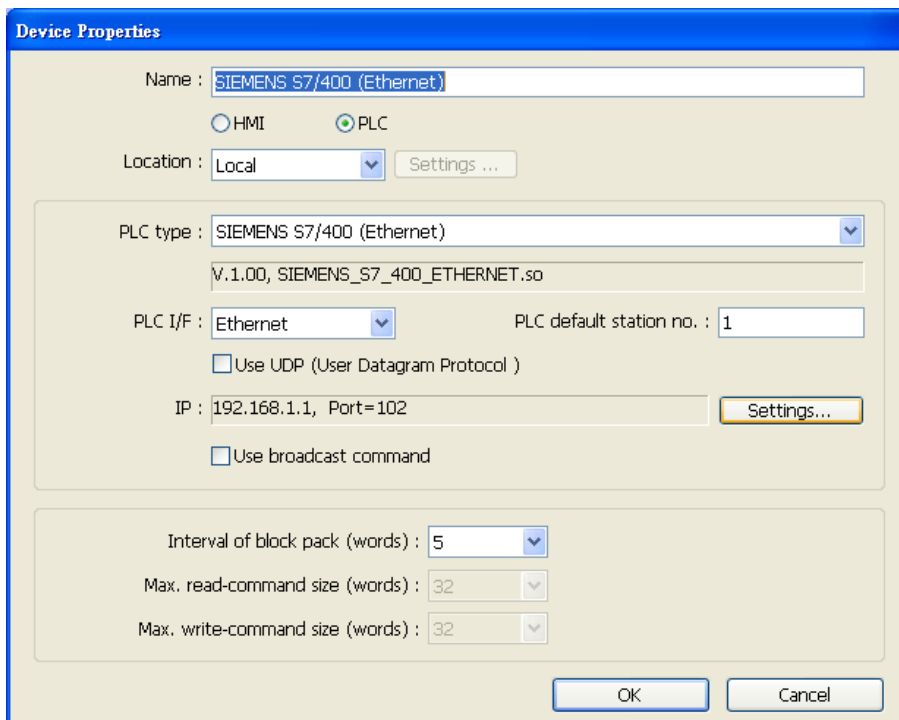 Device Properties
Name : SIEMENS S7/400 (Ethernet)
HMI PLC
Location : Local Settings ...
PLC type : SIEMENS S7/400 (Ethernet)
V.1.00, SIEMENS_S7_400_ETHERNET.so
PLC I/F : Ethernet PLC default station no. : 1
Use UDP (User Datagram Protocol )
IP : 192.168.1.1, Port=102 Settings...
Use broadcast command
Interval of block pack (words) : 5
Max. read-command size (words) : 32
Max. write-command size (words) : 32
OK Cancel